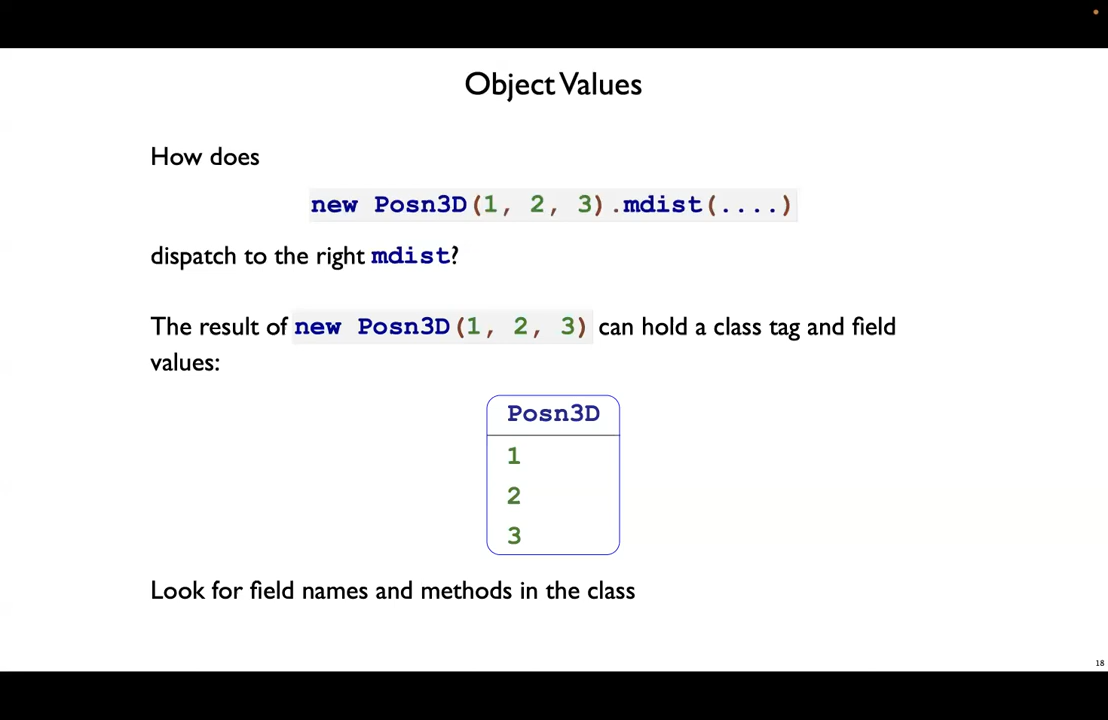 Object Values
How does
new Posn3D(1, 2, 3).mdist(....)
dispatch to the right mdist?
The result of new Posn3D(1, 2, 3) can hold a class tag and field
values:
Posn3D
1
2
3
Look for field names and methods in the class
18